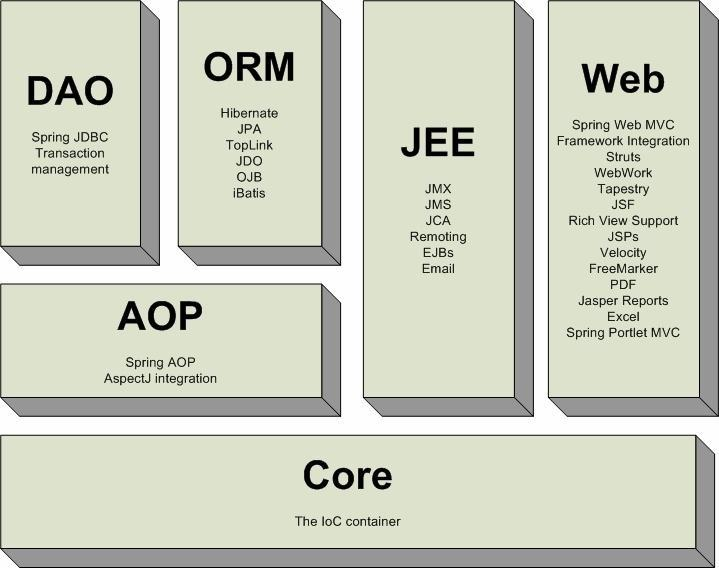 DAO
Spring JDBC
Transaction
management
ORM
Hibernate
JPA
TopLink
JDO
OJB
iBatis
JEE
JMX
JMS
JCA
Remoting
EJBs
Email
Web
Spring Web MVC
Framework Integration
Struts
WebWork
Tapestry
JSF
Rich View Support
JSPs
Velocity
FreeMarker
PDF
Jasper Reports
Excel
Spring Portlet MVC
AOP
Spring AOP
AspectJ integration
Core
The IoC container